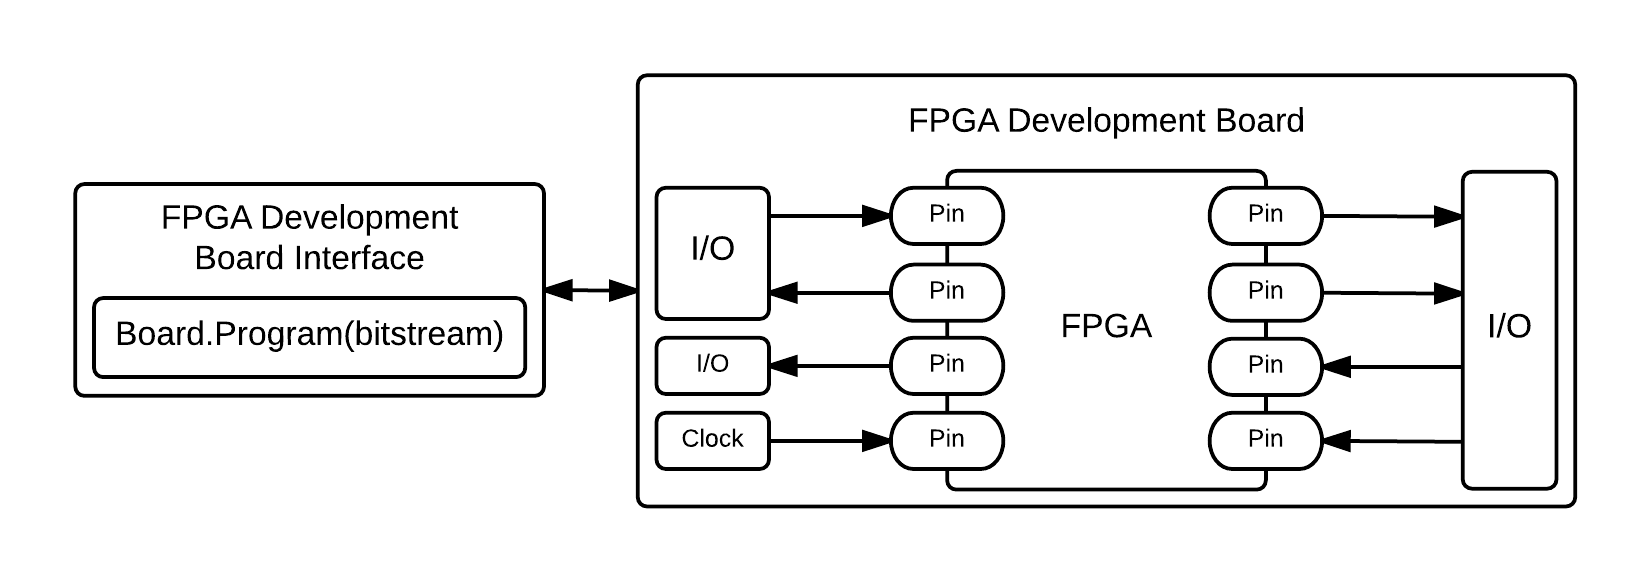 FPGA Development Board
FPGA Development
Board Interface
Board.Program(bitstream)
I/O
I/O
Clock
Pin
Pin
Pin
Pin
FPGA
Pin
Pin
Pin
Pin
I/O